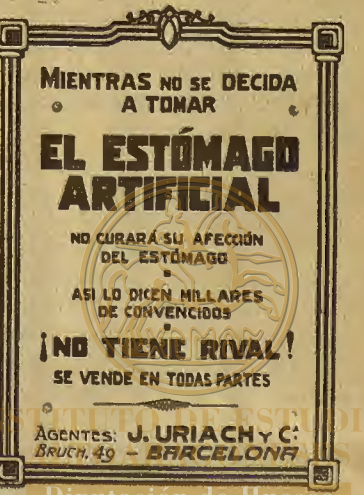 MIENTRAS NO SE DECIDA
A TOMAR
EL ESTÓMAGO
ARTIFICIAL
NO CURARÁ SU AFECCIÓN
DEL ESTÓMAGO
ASI LO DICEN MILLARES
DE CONVENCIDOS
¡NO TIENE RIVAL!
SE VENDE EN TODAS PARTES
AGENTES: J. URIACH Y C.ª
BRUCH, 49 - BARCELONA